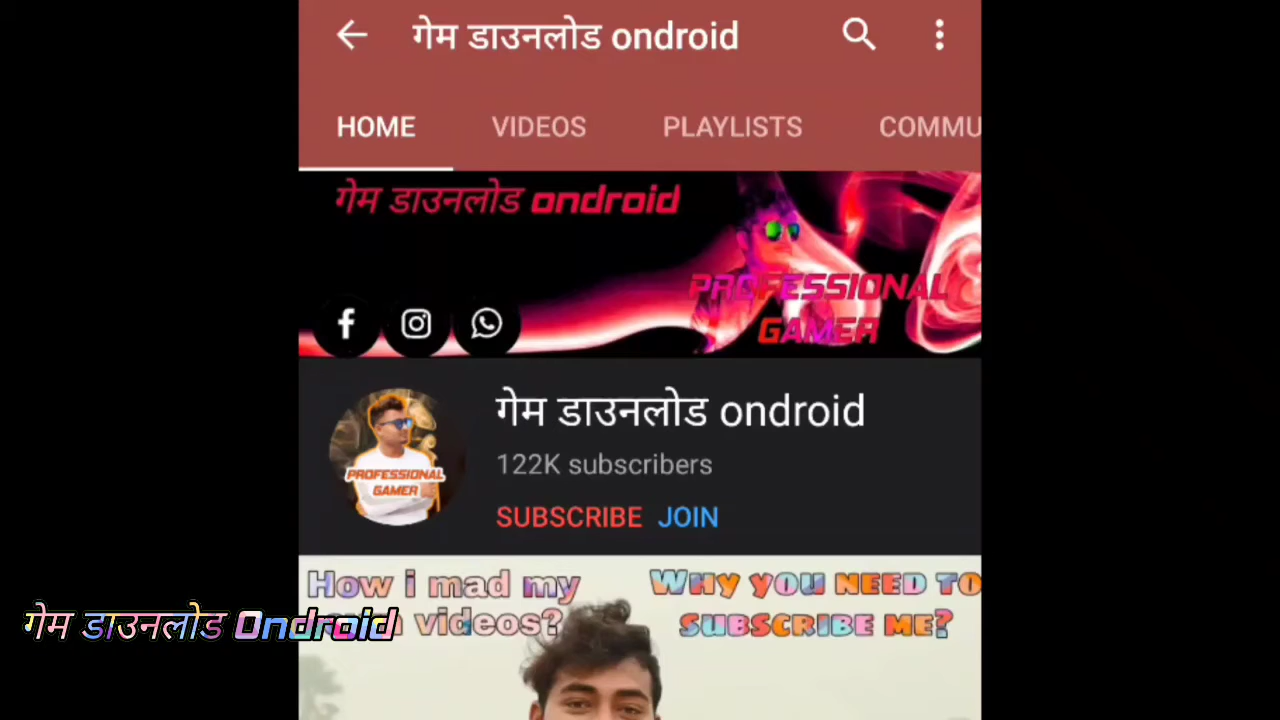 गेम डाउनलोड ondroid
HOME VIDEOS PLAYLISTS COMMU
गेम डाउनलोड ondroid
PROFESSIONAL
GAMER
गेम डाउनलोड ondroid
122K subscribers
PROFESSIONAL
GAMER
SUBSCRIBE JOIN
How i mad my
videos?
WHY YOU NEED TO
SUBSCRIBE ME?
गेम डाउनलोड Ondroid